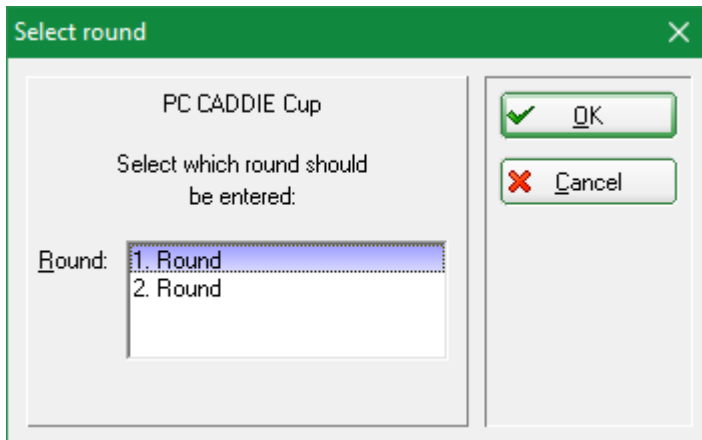 Select round
PC CADDIE Cup
Select which round should
be entered:
Round:
1. Round
2. Round
OK
Cancel